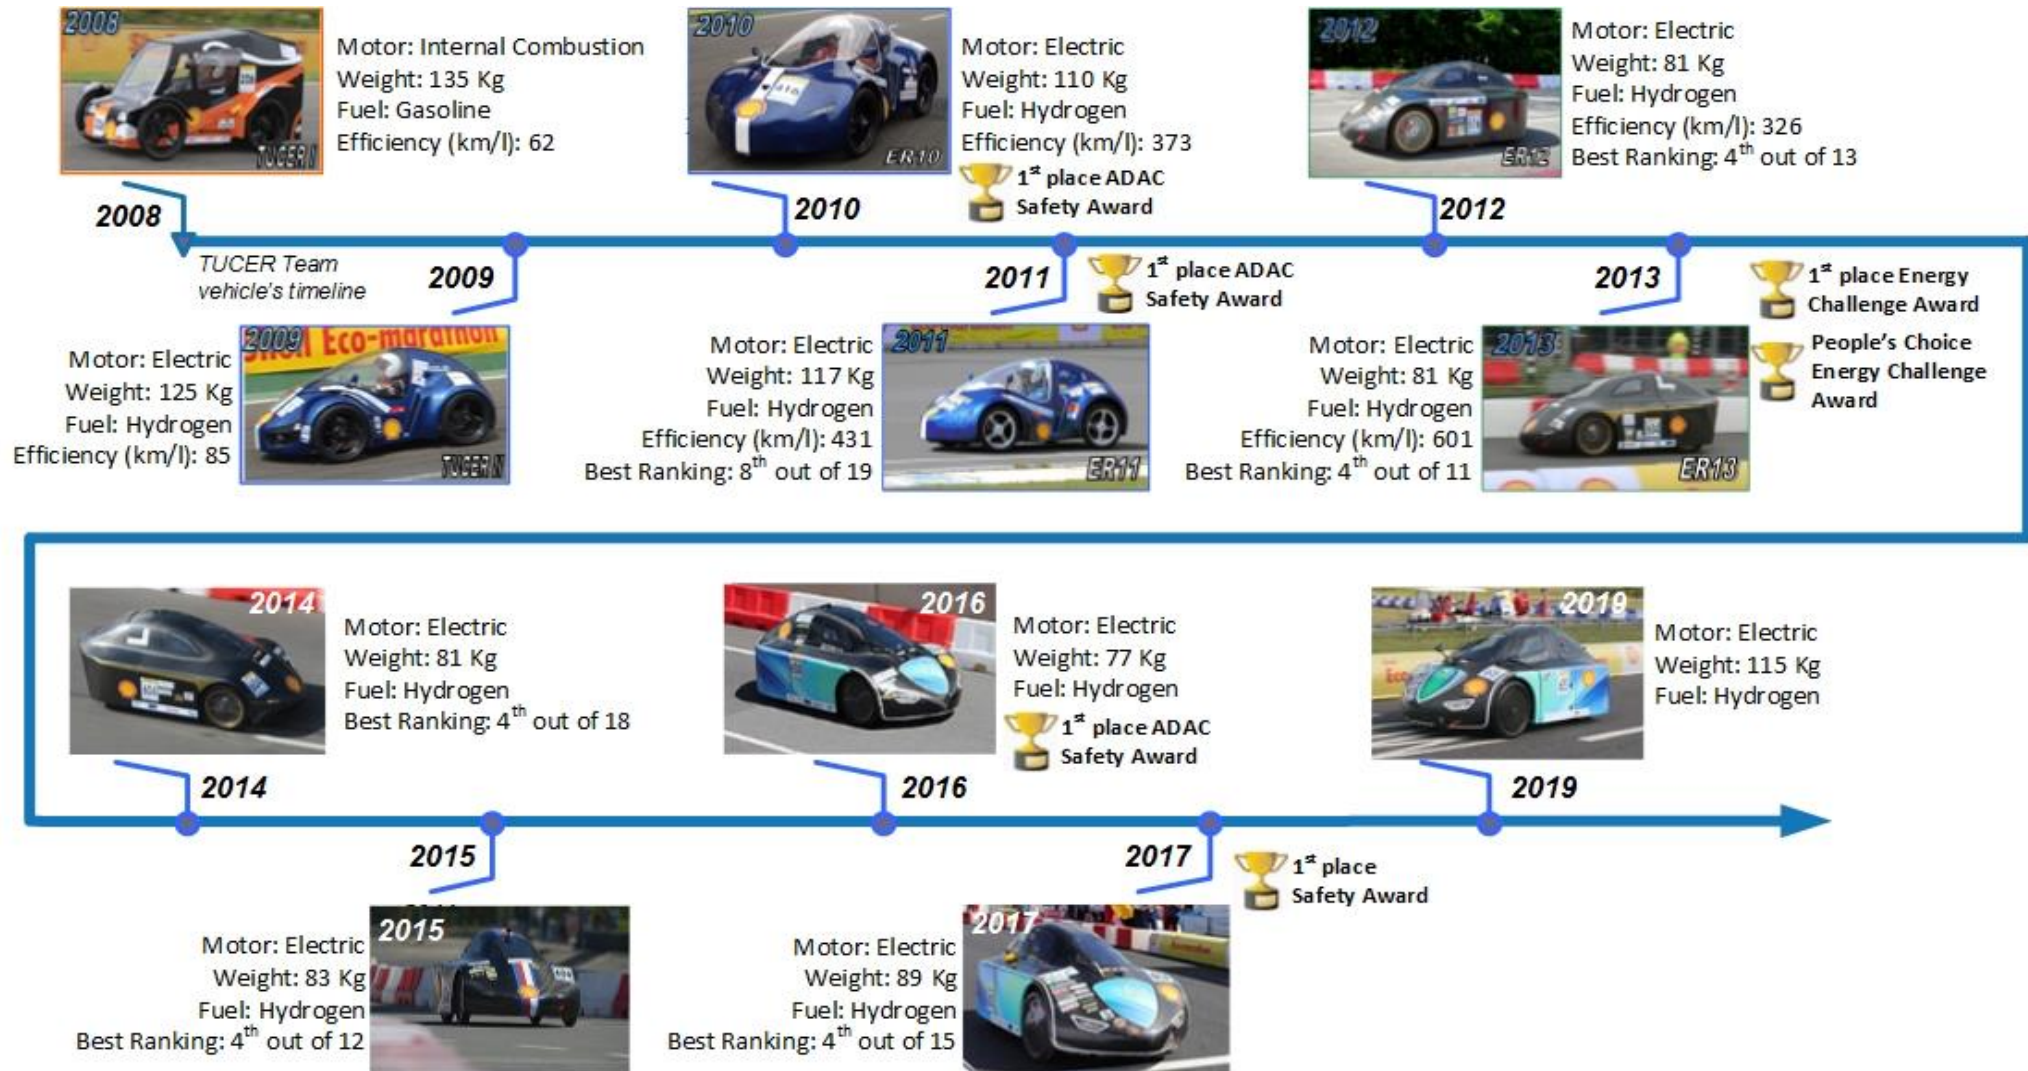 2008
TUCER II
Motor: Internal Combustion
Weight: 135 Kg
Fuel: Gasoline
Efficiency (km/l): 62
2008
TUCER Team
vehicle's timeline
2009
Shell Eco-marathon
2009
TUCER II
Motor: Electric
Weight: 125 Kg
Fuel: Hydrogen
Efficiency (km/l): 85
2010
416
ER10
Motor: Electric
Weight: 110 Kg
Fuel: Hydrogen
Efficiency (km/l): 373
1st place ADAC
Safety Award
2010
2011
1st place ADAC
Safety Award
2011
ER11
Motor: Electric
Weight: 117 Kg
Fuel: Hydrogen
Efficiency (km/l): 431
Best Ranking: 8th out of 19
2012
ER12
Motor: Electric
Weight: 81 Kg
Fuel: Hydrogen
Efficiency (km/l): 326
Best Ranking: 4th out of 13
2012
2013
1st place Energy
Challenge Award
People's Choice
Energy Challenge
Award
2013
ER13
Motor: Electric
Weight: 81 Kg
Fuel: Hydrogen
Efficiency (km/l): 601
Best Ranking: 4th out of 11
2014
Motor: Electric
Weight: 81 Kg
Fuel: Hydrogen
Best Ranking: 4th out of 18
2014
2015
2015
Motor: Electric
Weight: 83 Kg
Fuel: Hydrogen
Best Ranking: 4th out of 12
2016
Motor: Electric
Weight: 77 Kg
Fuel: Hydrogen
1st place ADAC
Safety Award
2016
2017
1st place
Safety Award
2017
Motor: Electric
Weight: 89 Kg
Fuel: Hydrogen
Best Ranking: 4th out of 15
2019
Motor: Electric
Weight: 115 Kg
Fuel: Hydrogen
2019